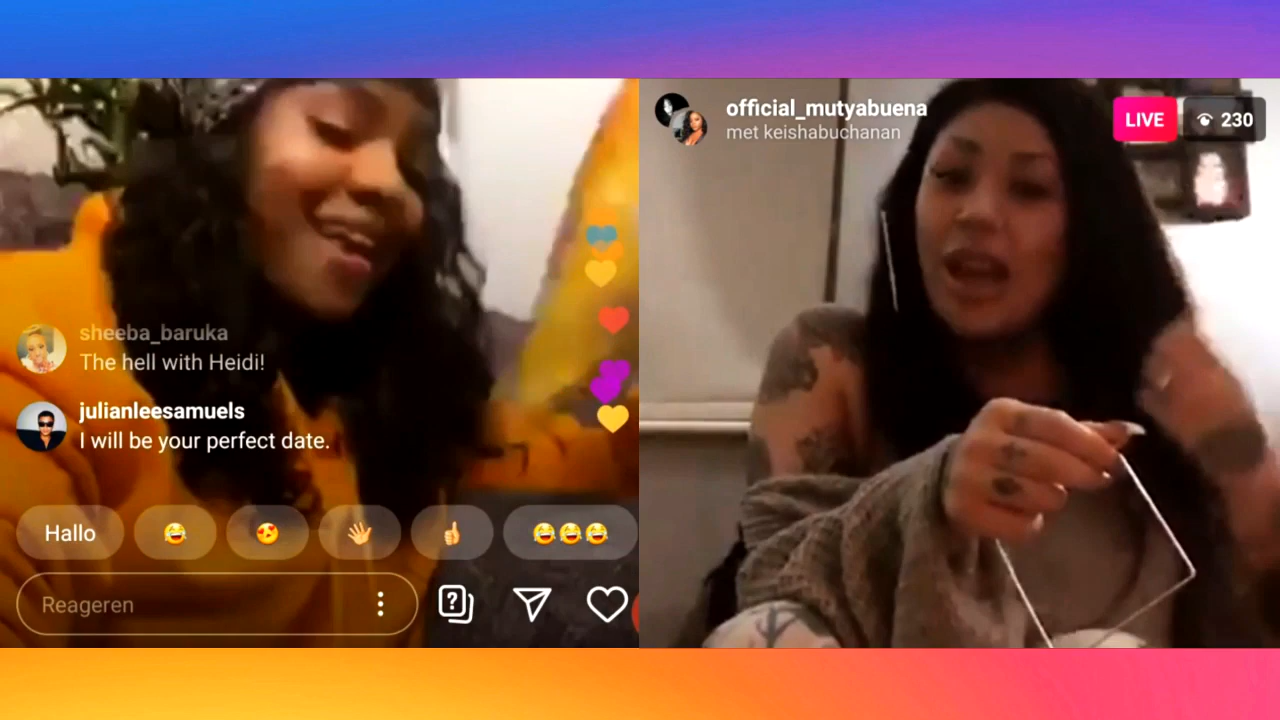 sheeba_baruka
The hell with Heidi!
julianleesamuels
I will be your perfect date.
Hallo
Reageren
official_mutyabuena
met keishabuchanan
LIVE
230